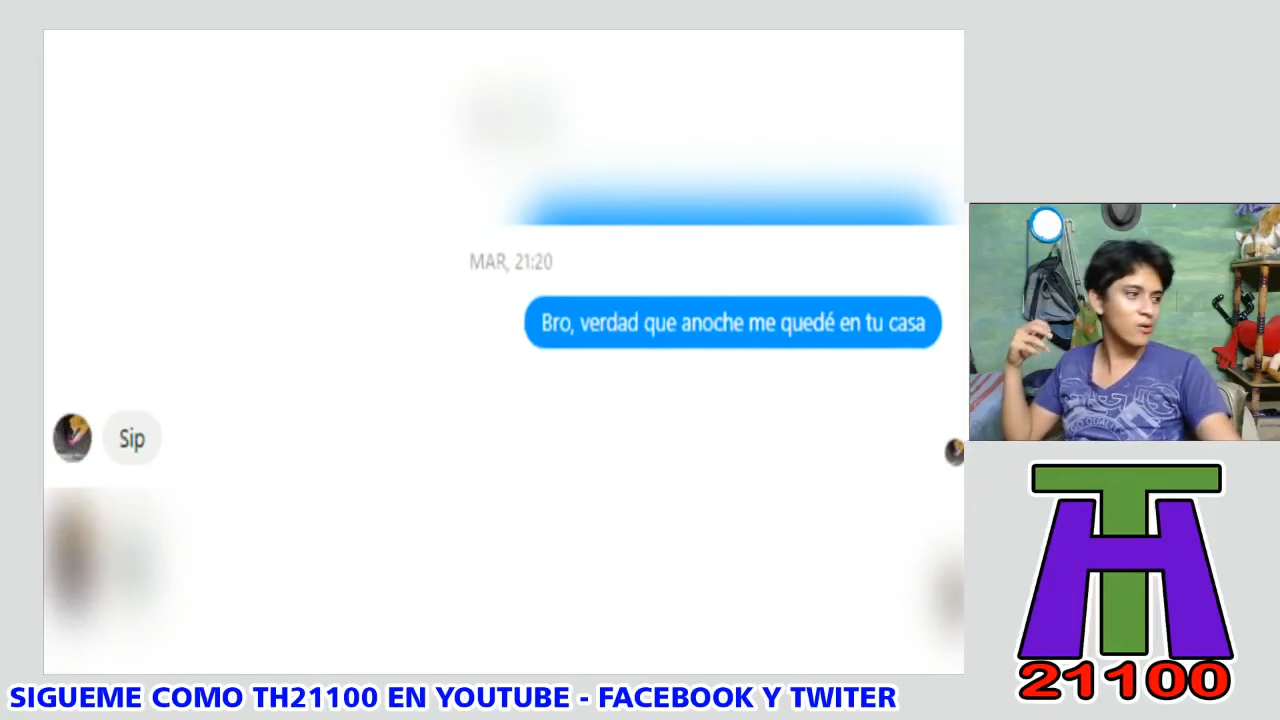 MAR, 21:20
Bro, verdad que anoche me quedé en tu casa
Sip
TH
21100
SIGUEME COMO TH21100 EN YOUTUBE - FACEBOOK Y TWITER